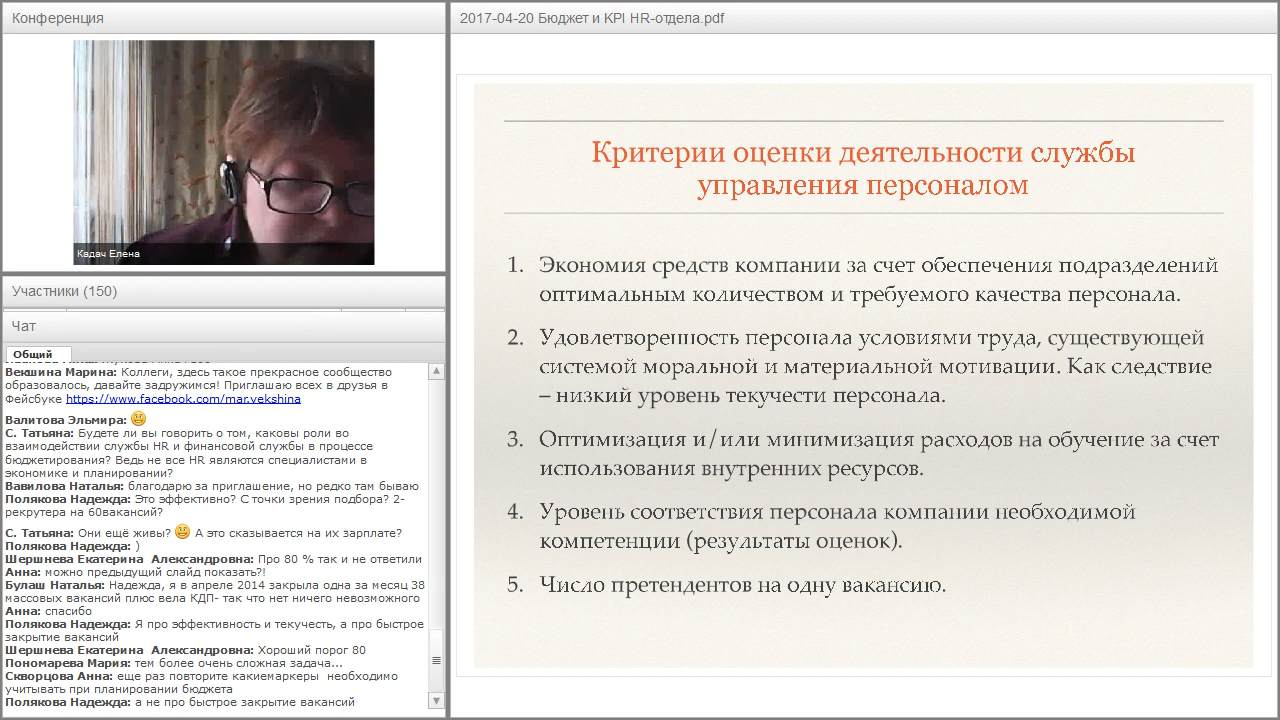 Конференция
Кадач Елена
Участники (150)
Чат
Общий
Векшина Марина: Коллеги, здесь такое прекрасное сообщество
образовалось, давайте задружимся! Приглашаю всех в друзья в
Фейсбуке https://www.facebook.com/mar.vekshina
Валитова Эльмира:
С. Татьяна: Будете ли вы говорить о том, каковы роли во
взаимодействии службы HR и финансовой службы в процессе
бюджетирования? Ведь не все HR являются специалистами в
экономике и планировании?
Вавилова Наталья: благодарю за приглашение, но редко там бываю
Полякова Надежда: Это эффективно? С точки зрения подбора? 2-
рекрутера на 60вакансий?
С. Татьяна: Они ещё живы? А это сказывается на их зарплате?
Полякова Надежда: )
Шершнева Екатерина  Александровна: Про 80 % так и не ответили
Анна: можно предыдущий слайд показать?!
Булаш Наталья: Надежда, я в апреле 2014 закрыла одна за месяц 38
массовых вакансий плюс вела КДП- так что нет ничего невозможного
Анна: спасибо
Полякова Надежда: Я про эффективность и текучесть, а про быстрое
закрытие вакансий
Шершнева Екатерина  Александровна: Хороший порог 80
Пономарева Мария: тем более очень сложная задача...
Скворцова Анна: еще раз повторите какиемаркеры  необходимо
учитывать при планировании бюджета
Полякова Надежда: а не про быстрое закрытие вакансий
2017-04-20 Бюджет и KPI HR-отдела.pdf
Критерии оценки деятельности службы
управления персоналом
1. Экономия средств компании за счет обеспечения подразделений
оптимальным количеством и требуемого качества персонала.
2. Удовлетворенность персонала условиями труда, существующей
системой моральной и материальной мотивации. Как следствие
– низкий уровень текучести персонала.
3. Оптимизация и/или минимизация расходов на обучение за счет
использования внутренних ресурсов.
4. Уровень соответствия персонала компании необходимой
компетенции (результаты оценок).
5. Число претендентов на одну вакансию.